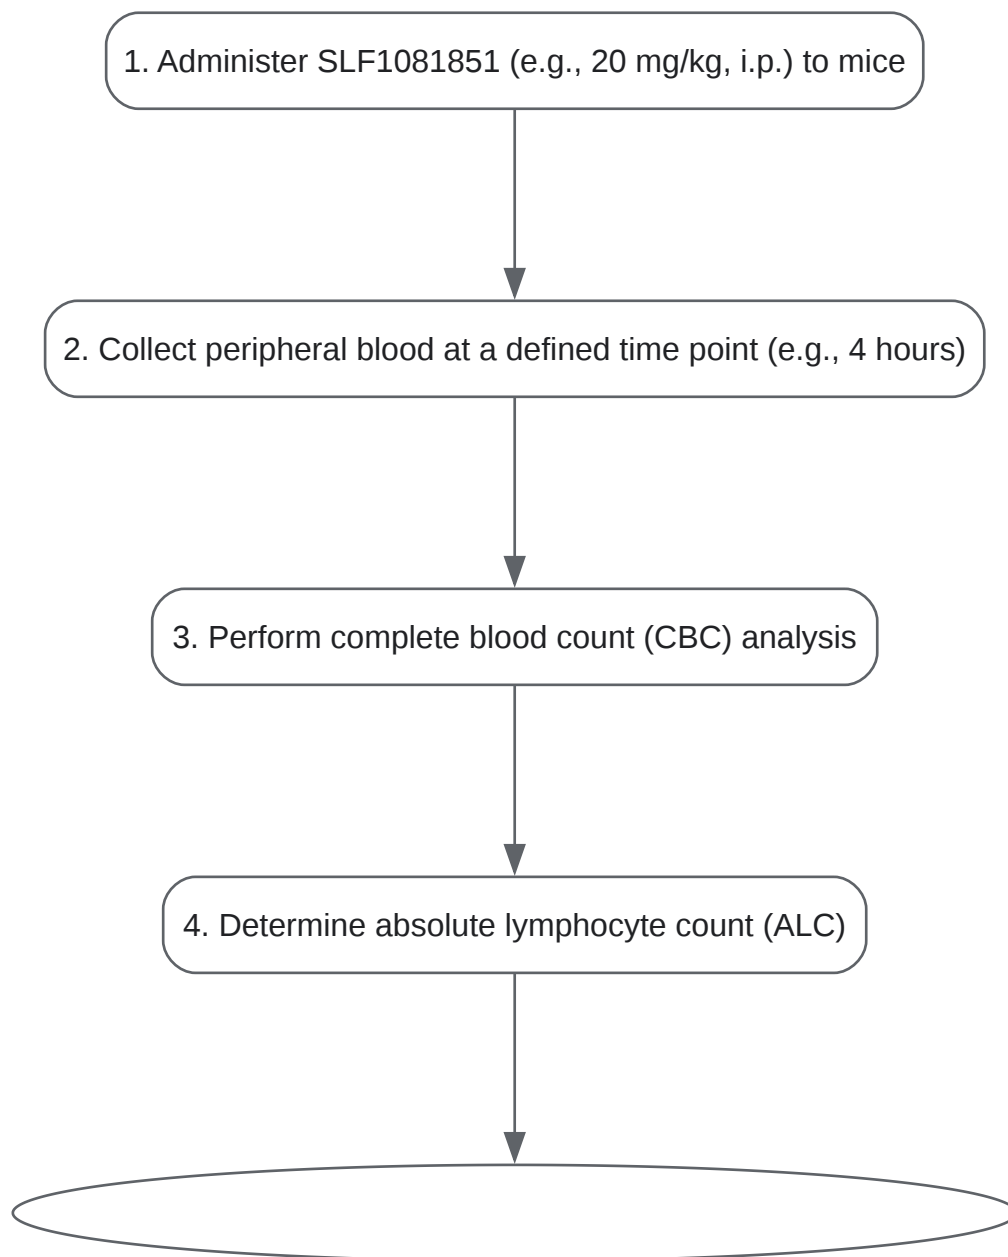 1. Administer SLF1081851 (e.g., 20 mg/kg, i.p.) to mice
2. Collect peripheral blood at a defined time point (e.g., 4 hours)
3. Perform complete blood count (CBC) analysis
4. Determine absolute lymphocyte count (ALC)